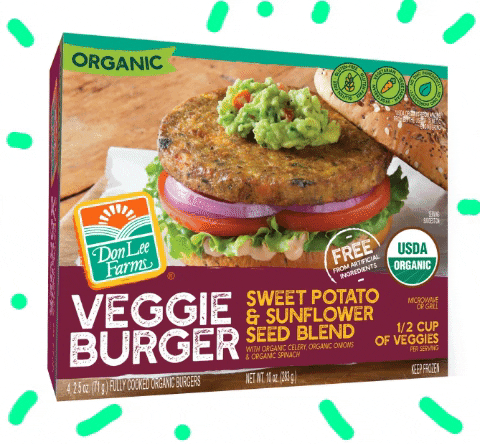 ORGANIC
Don Lee
Farms
®
VEGGIE
BURGER
SWEET POTATO
& SUNFLOWER
SEED BLEND
WITH ORGANIC CELERY, ORGANIC ONIONS
& ORGANIC SPINACH
FREE
FROM ARTIFICIAL
INGREDIENTS
USDA
ORGANIC
SERVING
SUGGESTION
MICROWAVE
OR GRILL
1/2 CUP
OF VEGGIES
PER SERVING
KEEP FROZEN
4, 2.5 oz. (71 g) FULLY COOKED ORGANIC BURGERS
NET WT. 10 oz. (283 g)